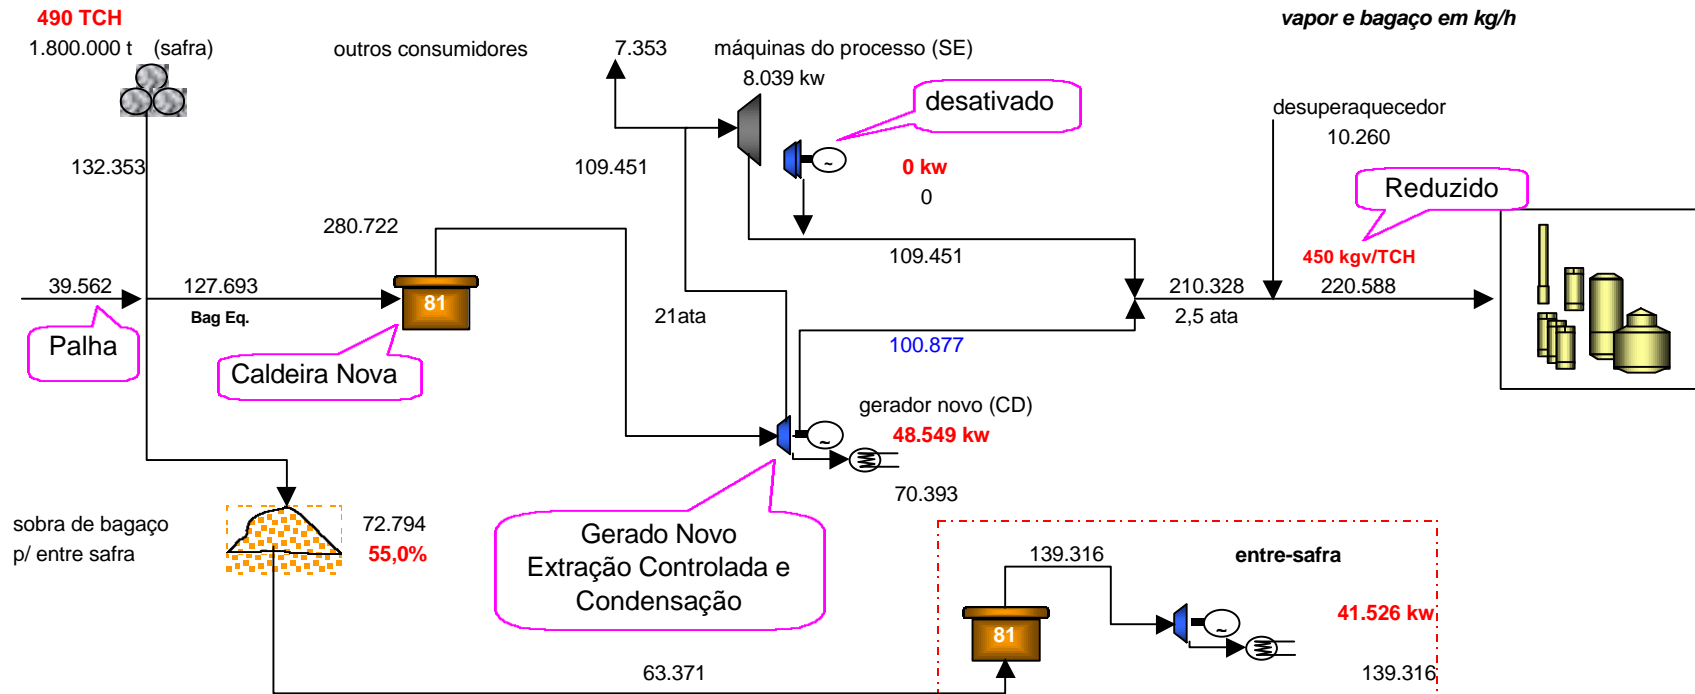 490 TCH
1.800.000 t (safra)
outros consumidores
7.353
máquinas do processo (SE)
8.039 kw
vapor e bagaço em kg/h
desativado
desuperaquecedor
10.260
132.353
109.451
~
0 kw
0
Reduzido
280.722
109.451
450 kgv/TCH
39.562
127.693
Bag Eq.
81
21ata
210.328
2,5 ata
220.588
Palha
Caldeira Nova
100.877
gerador novo (CD)
48.549 kw
~
70.393
sobra de bagaço
p/ entre safra
72.794
55,0%
Gerado Novo
Extração Controlada e
Condensação
139.316
entre-safra
41.526 kw
~
81
63.371
139.316